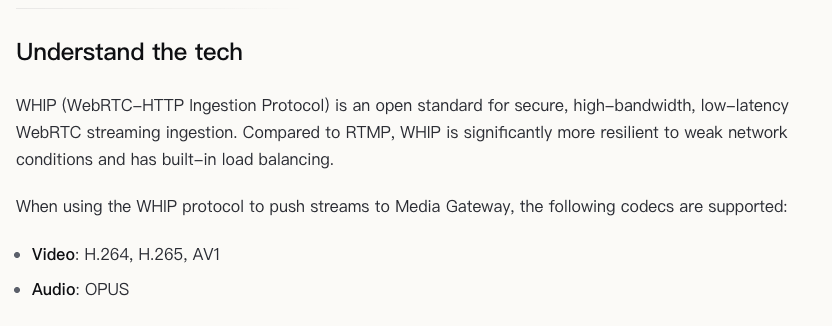 Understand the tech
WHIP (WebRTC-HTTP Ingestion Protocol) is an open standard for secure, high-bandwidth, low-latency
WebRTC streaming ingestion. Compared to RTMP, WHIP is significantly more resilient to weak network
conditions and has built-in load balancing.
When using the WHIP protocol to push streams to Media Gateway, the following codecs are supported:
• Video: H.264, H.265, AV1
• Audio: OPUS